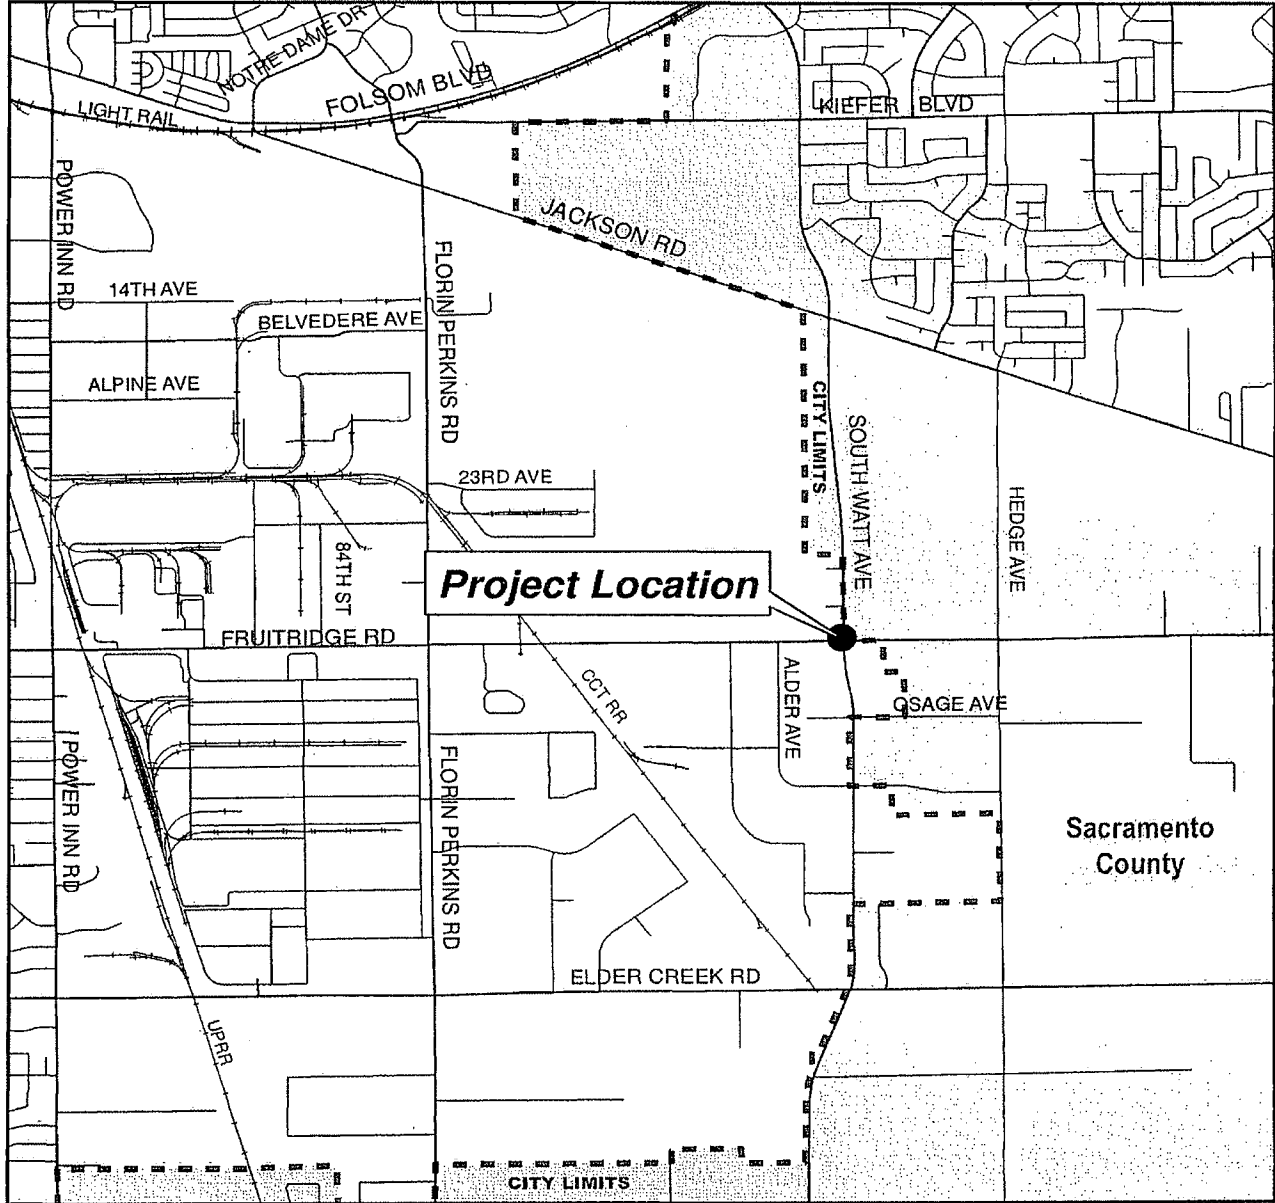 NOTRE DAME DR
FOLSOM BLVD
LIGHT RAIL
KIEFER BLVD
POWER INN RD
JACKSON RD
FLORIN PERKINS RD
14TH AVE
BELVEDERE AVE
ALPINE AVE
CITY LIMITS
SOUTH WATT AVE
23RD AVE
HEDGE AVE
84TH ST
Project Location
FRUITRIDGE RD
CCT RR
ALDER AVE
OSAGE AVE
POWER INN RD
FLORIN PERKINS RD
Sacramento
County
ELDER CREEK RD
UPRR
CITY LIMITS